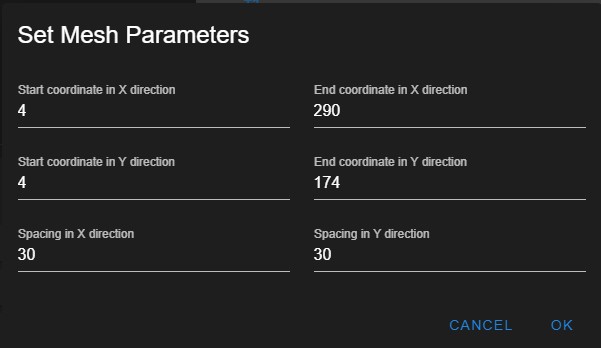 Set Mesh Parameters
Start coordinate in X direction
4
End coordinate in X direction
290
Start coordinate in Y direction
4
End coordinate in Y direction
174
Spacing in X direction
30
Spacing in Y direction
30
CANCEL OK